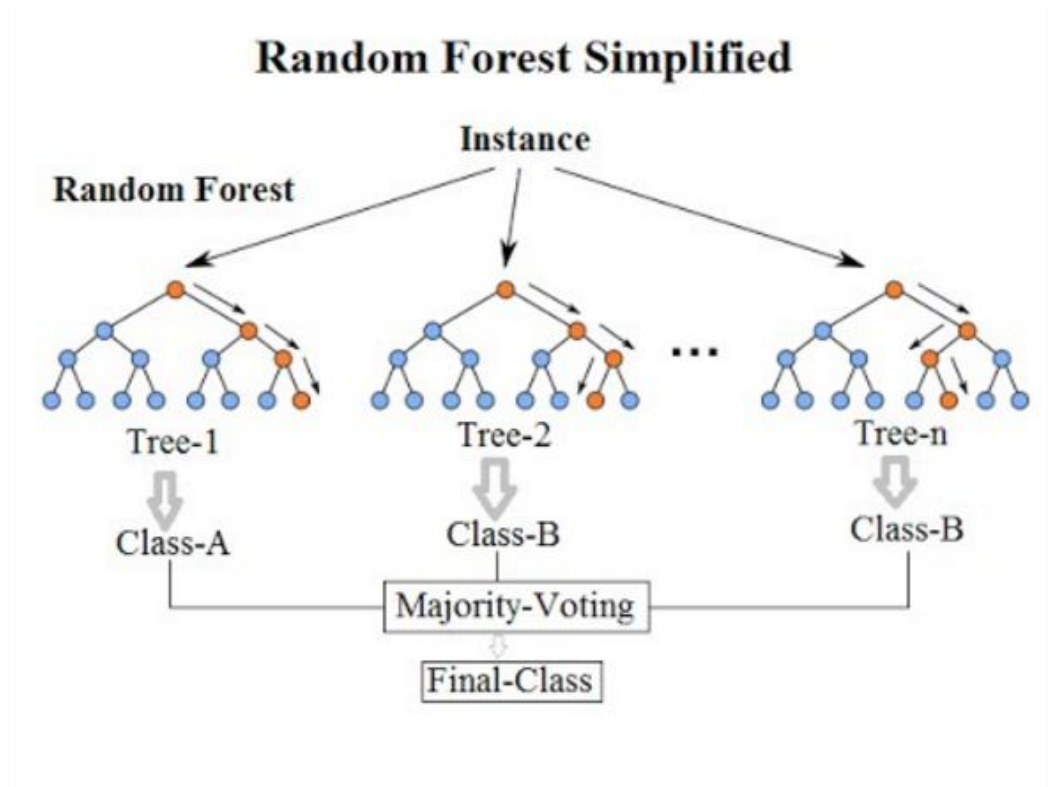 Random Forest Simplified
Instance
Random Forest
...
Tree-1
Tree-2
Tree-n
Class-A
Class-B
Class-B
Majority-Voting
Final-Class